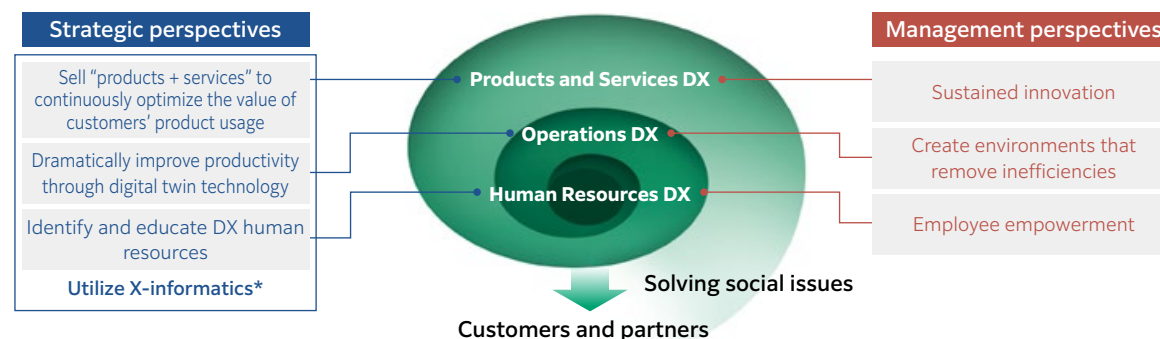 Strategic perspectives
Sell “products + services” to
continuously optimize the value of
customers’ product usage
Dramatically improve productivity
through digital twin technology
Identify and educate DX human
resources
Utilize X-informatics*
Products and Services DX
Operations DX
Human Resources DX
Solving social issues
Customers and partners
Management perspectives
Sustained innovation
Create environments that
remove inefficiencies
Employee empowerment